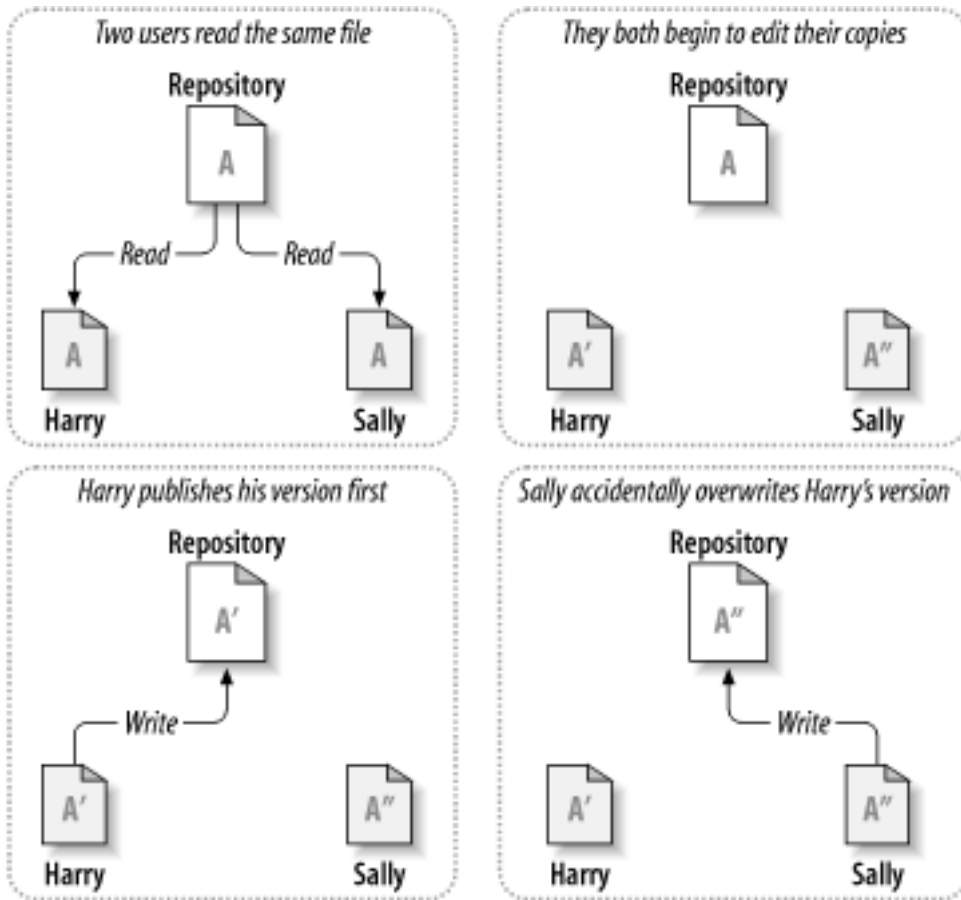 Two users read the same file
Repository
A
Read Read
A A
Harry Sally
They both begin to edit their copies
Repository
A
A′ A″
Harry Sally
Harry publishes his version first
Repository
A′
Write
A′ A″
Harry Sally
Sally accidentally overwrites Harry’s version
Repository
A″
Write
A′ A″
Harry Sally